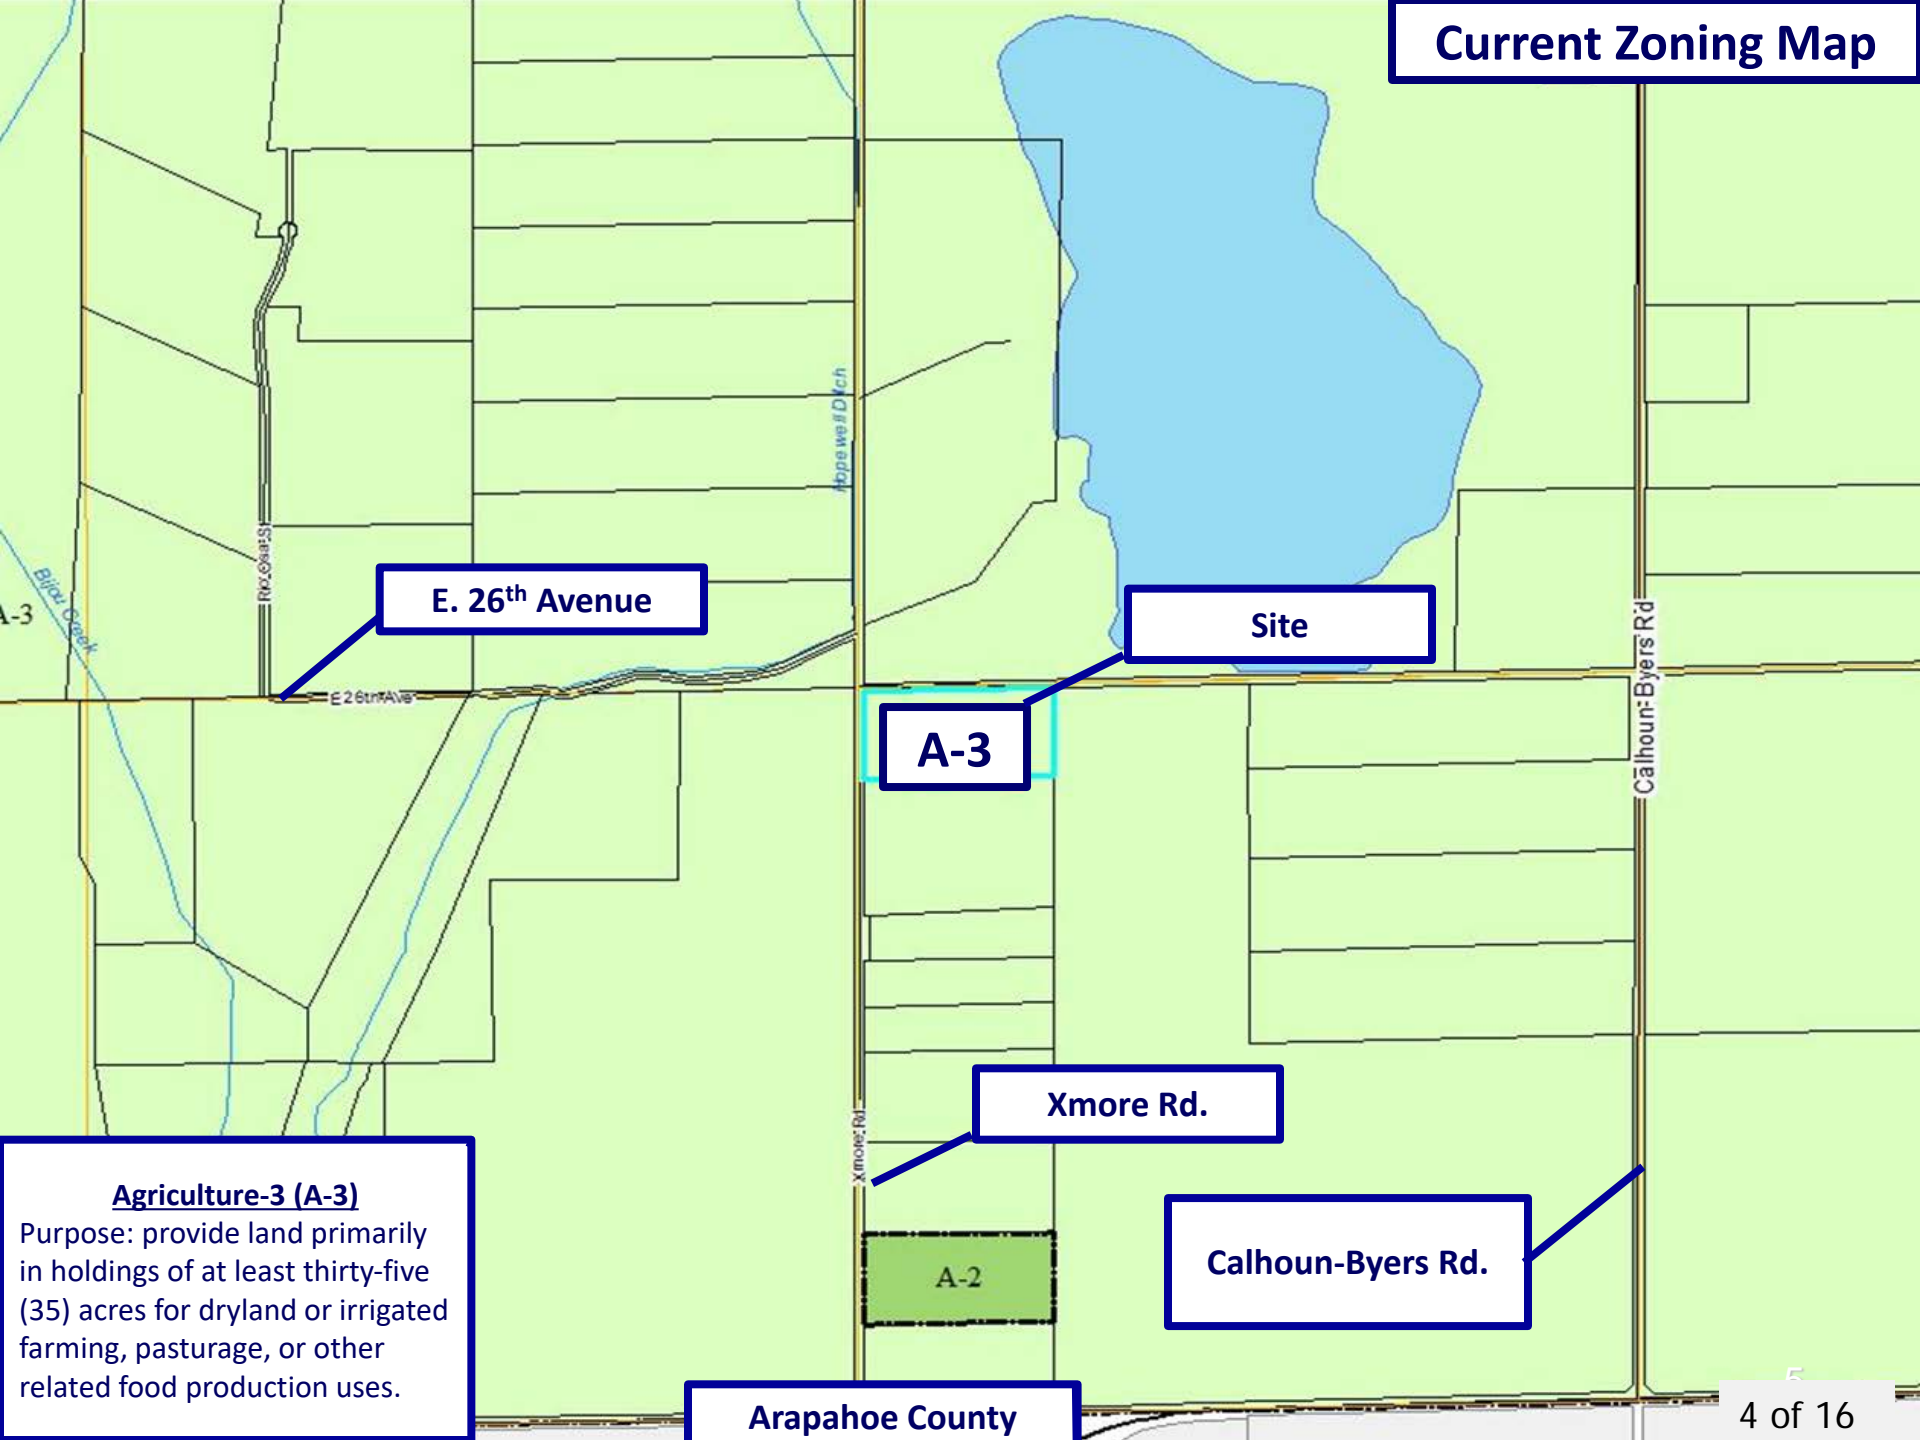 Current Zoning Map
Hopewell Ditch
Bijou Creek
A-3
E. 26th Avenue
Site
E 26th Ave
A-3
Calhoun-Byers Rd
Xmore Rd.
Xmore Rd
Agriculture-3 (A-3)
Purpose: provide land primarily
in holdings of at least thirty-five
(35) acres for dryland or irrigated
farming, pasturage, or other
related food production uses.
A-2
Calhoun-Byers Rd.
Arapahoe County
4 of 16